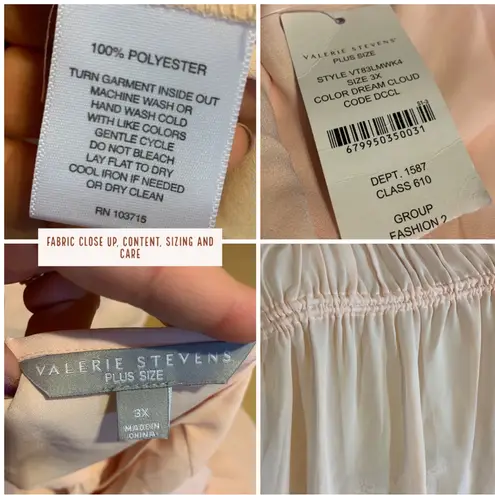 100% POLYESTER
TURN GARMENT INSIDE OUT
MACHINE WASH OR
HAND WASH COLD
WITH LIKE COLORS
GENTLE CYCLE
DO NOT BLEACH
LAY FLAT TO DRY
COOL IRON IF NEEDED
OR DRY CLEAN
RN 103715
VALERIE STEVENS
PLUS SIZE
STYLE VT83LMWK4
SIZE 3X
COLOR DREAM CLOUD
CODE DCCL
679950350031
DEPT. 1587
CLASS 610
GROUP
FASHION 2
FABRIC CLOSE UP, CONTENT, SIZING AND
CARE
VALERIE STEVENS
PLUS SIZE
3X
MADE IN
CHINA